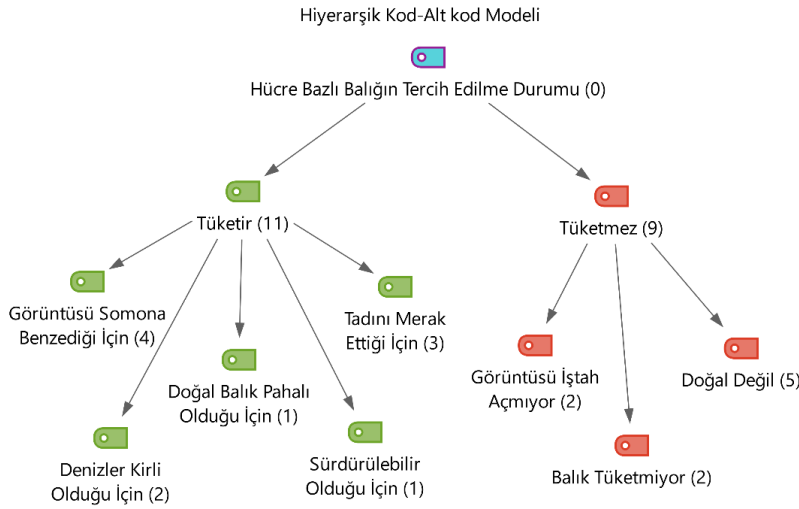 Hiyerarşik Kod-Alt kod Modeli
Hücre Bazlı Balığın Tercih Edilme Durumu (0)
Tüketir (11)
Tüketmez (9)
Görüntüsü Somona
Benzediği İçin (4)
Tadını Merak
Ettiği İçin (3)
Doğal Balık Pahalı
Olduğu İçin (1)
Görüntüsü İştah
Açmıyor (2)
Doğal Değil (5)
Denizler Kirli
Olduğu İçin (2)
Sürdürülebilir
Olduğu İçin (1)
Balık Tüketmiyor (2)